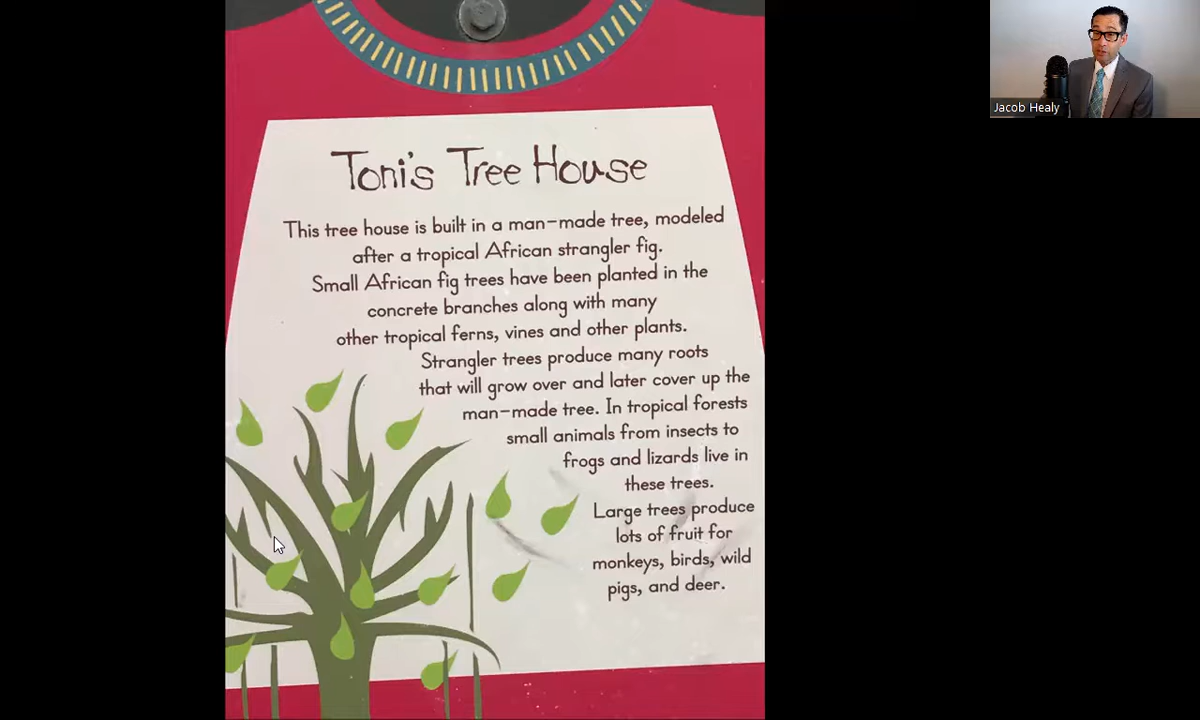 Toni's Tree House
This tree house is built in a man-made tree, modeled
after a tropical African strangler fig.
Small African fig trees have been planted in the
concrete branches along with many
other tropical ferns, vines and other plants.
Strangler trees produce many roots
that will grow over and later cover up the
man-made tree. In tropical forests
small animals from insects to
frogs and lizards live in
these trees.
Large trees produce
lots of fruit for
monkeys, birds, wild
pigs, and deer.
Jacob Healy